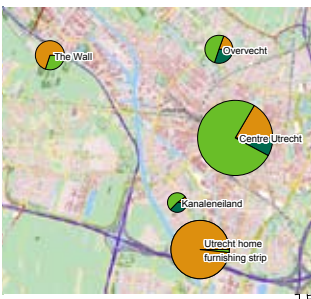 Overvecht
The Wall
Centre Utrecht
Kanaleneiland
Utrecht home
furnishing strip